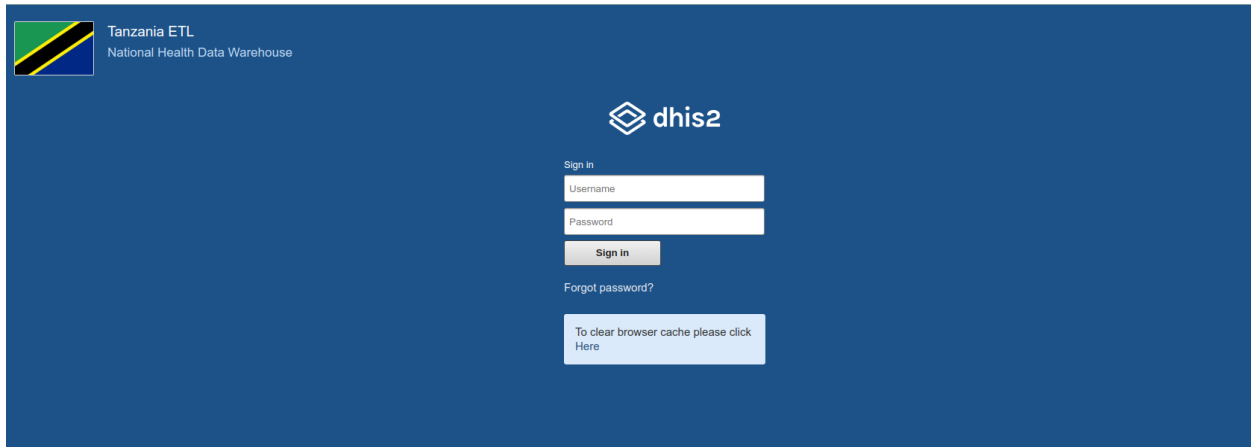 Tanzania ETL
National Health Data Warehouse
dhis2
Sign in
Username
Password
Sign in
Forgot password?
To clear browser cache please click
Here